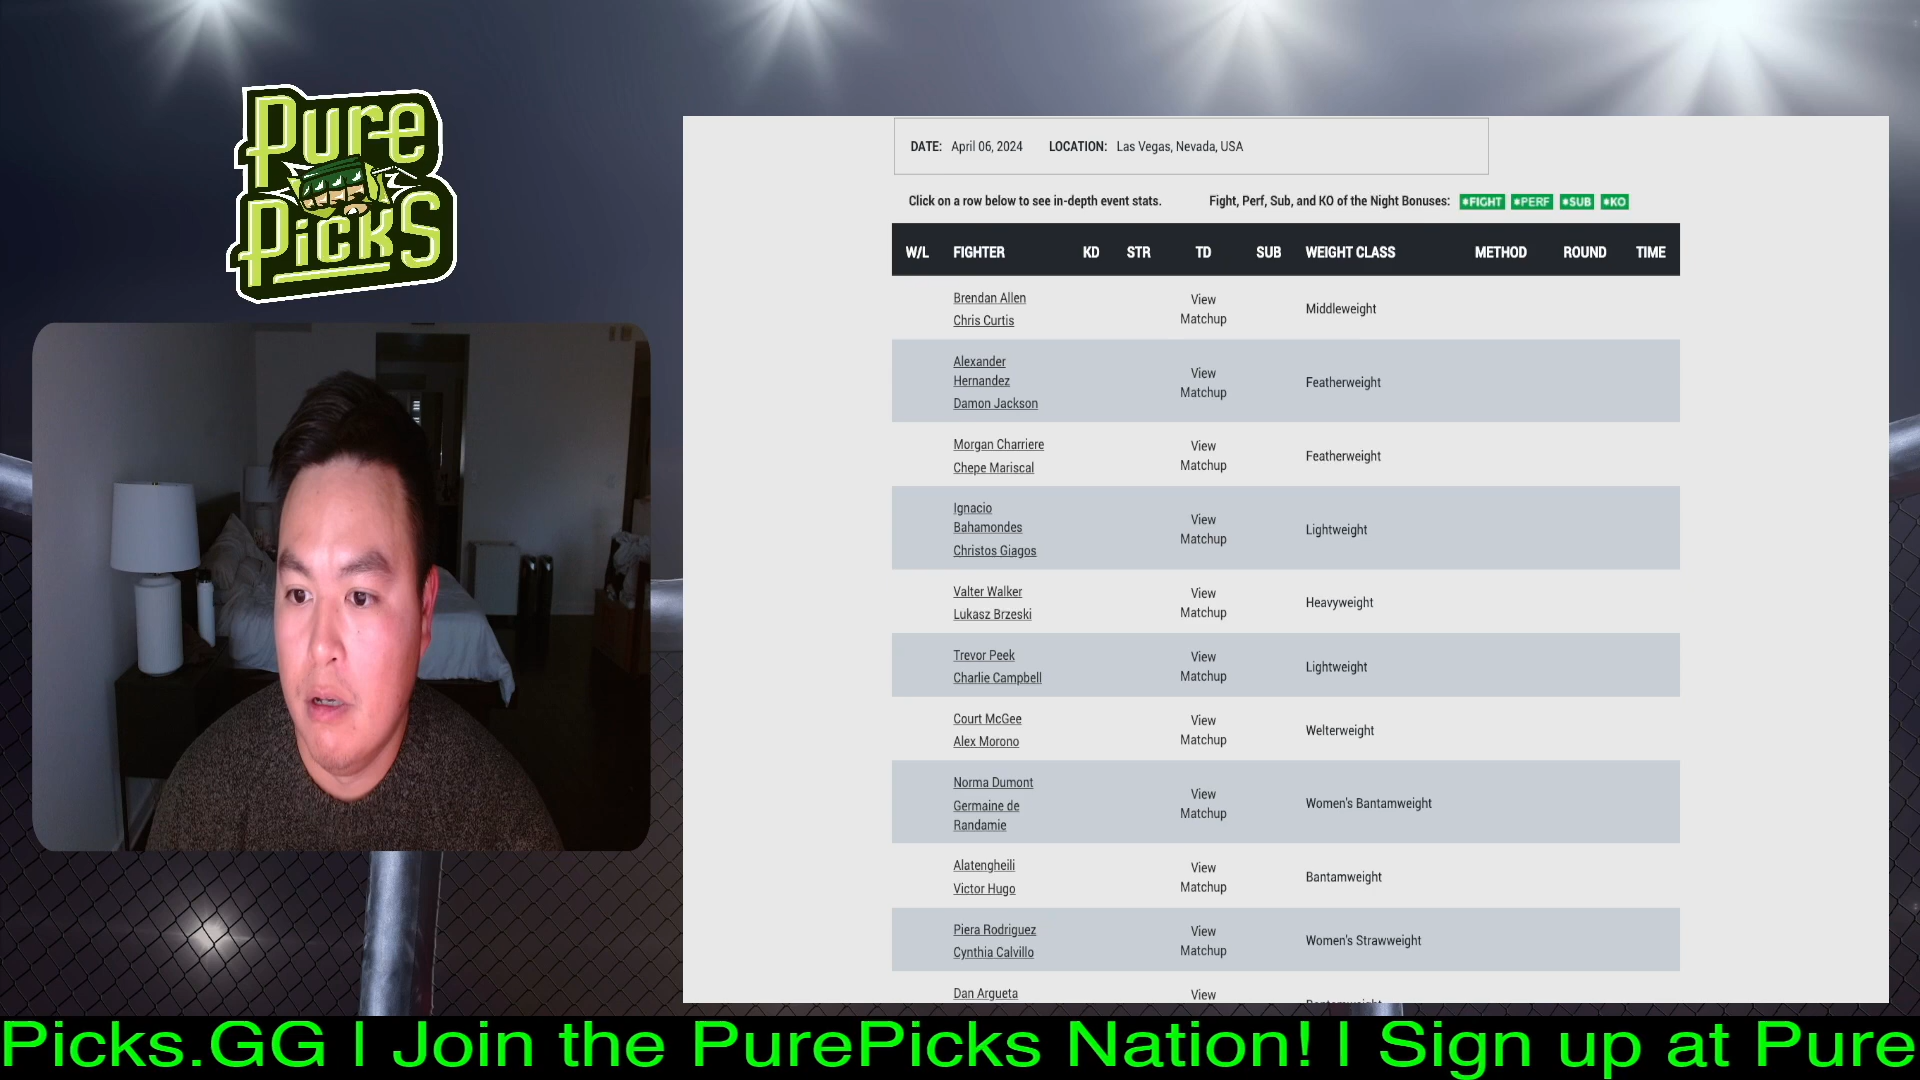 Pure
Picks
DATE: April 06, 2024 LOCATION: Las Vegas, Nevada, USA
Click on a row below to see in-depth event stats. Fight, Perf, Sub, and KO of the Night Bonuses: FIGHT PERF SUB KO
W/L FIGHTER KD STR TD SUB WEIGHT CLASS METHOD ROUND TIME
Brendan Allen
Chris Curtis
View
Matchup
Middleweight
Alexander
Hernandez
Damon Jackson
View
Matchup
Featherweight
Morgan Charriere
Chepe Mariscal
View
Matchup
Featherweight
Ignacio
Bahamondes
Christos Giagos
View
Matchup
Lightweight
Valter Walker
Lukasz Brzeski
View
Matchup
Heavyweight
Trevor Peek
Charlie Campbell
View
Matchup
Lightweight
Court McGee
Alex Morono
View
Matchup
Welterweight
Norma Dumont
Germaine de
Randamie
View
Matchup
Women's Bantamweight
Alatengheili
Victor Hugo
View
Matchup
Bantamweight
Piera Rodriguez
Cynthia Calvillo
View
Matchup
Women's Strawweight
Dan Argueta
View
Picks.GG | Join the PurePicks Nation! | Sign up at Pure